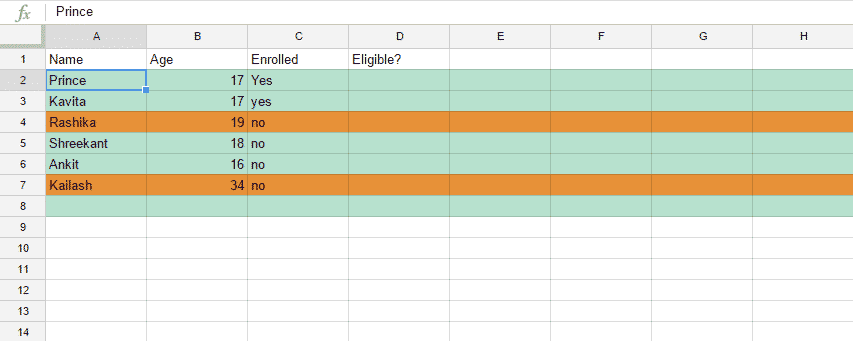 fx Prince
A B C D E F G H
1 Name Age Enrolled Eligible?
2 Prince 17 Yes
3 Kavita 17 yes
4 Rashika 19 no
5 Shreekant 18 no
6 Ankit 16 no
7 Kailash 34 no
8
9
10
11
12
13
14